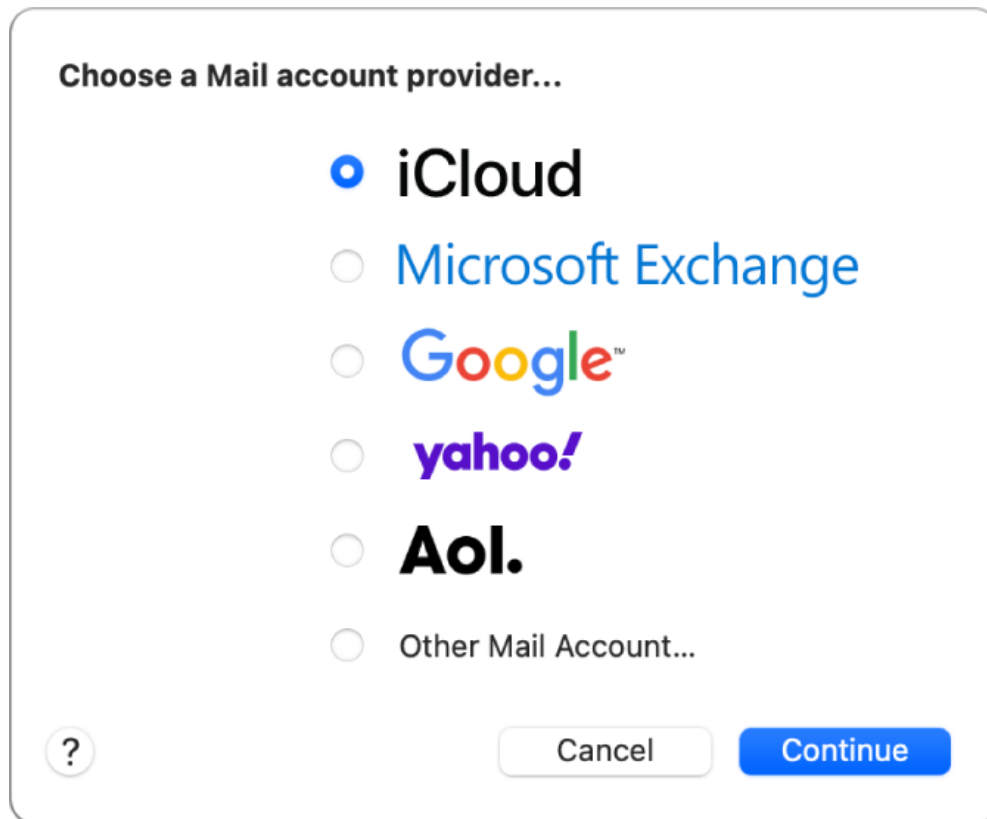 Choose a Mail account provider...
iCloud
Microsoft Exchange
Google™
yahoo!
Aol.
Other Mail Account...
?
Cancel
Continue